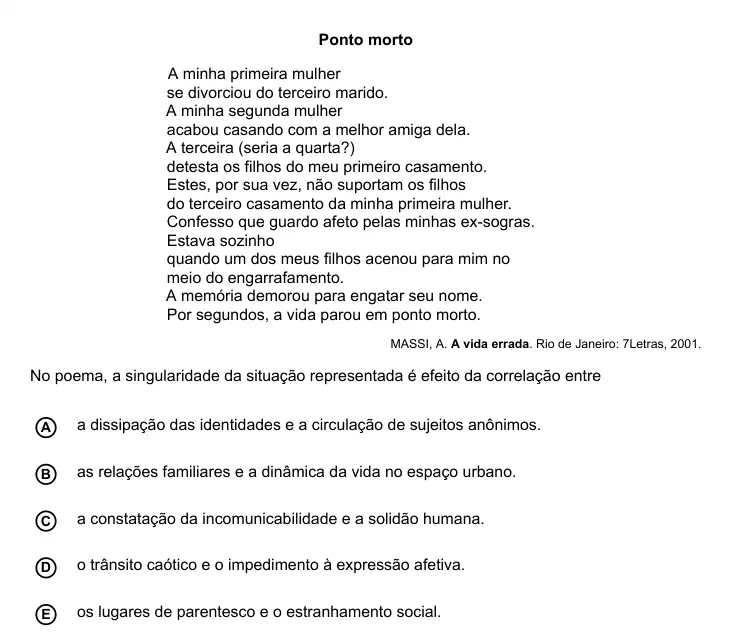 Ponto morto
A minha primeira mulher
se divorciou do terceiro marido.
A minha segunda mulher
acabou casando com a melhor amiga dela.
A terceira (seria a quarta?)
detesta os filhos do meu primeiro casamento.
Estes, por sua vez, não suportam os filhos
do terceiro casamento da minha primeira mulher.
Confesso que guardo afeto pelas minhas ex-sogras.
Estava sozinho
quando um dos meus filhos acenou para mim no
meio do engarrafamento.
A memória demorou para engatar seu nome.
Por segundos, a vida parou em ponto morto.
MASSI, A. A vida errada. Rio de Janeiro: 7Letras, 2001.
No poema, a singularidade da situação representada é efeito da correlação entre
A a dissipação das identidades e a circulação de sujeitos anônimos.
B as relações familiares e a dinâmica da vida no espaço urbano.
C a constatação da incomunicabilidade e a solidão humana.
D o trânsito caótico e o impedimento à expressão afetiva.
E os lugares de parentesco e o estranhamento social.